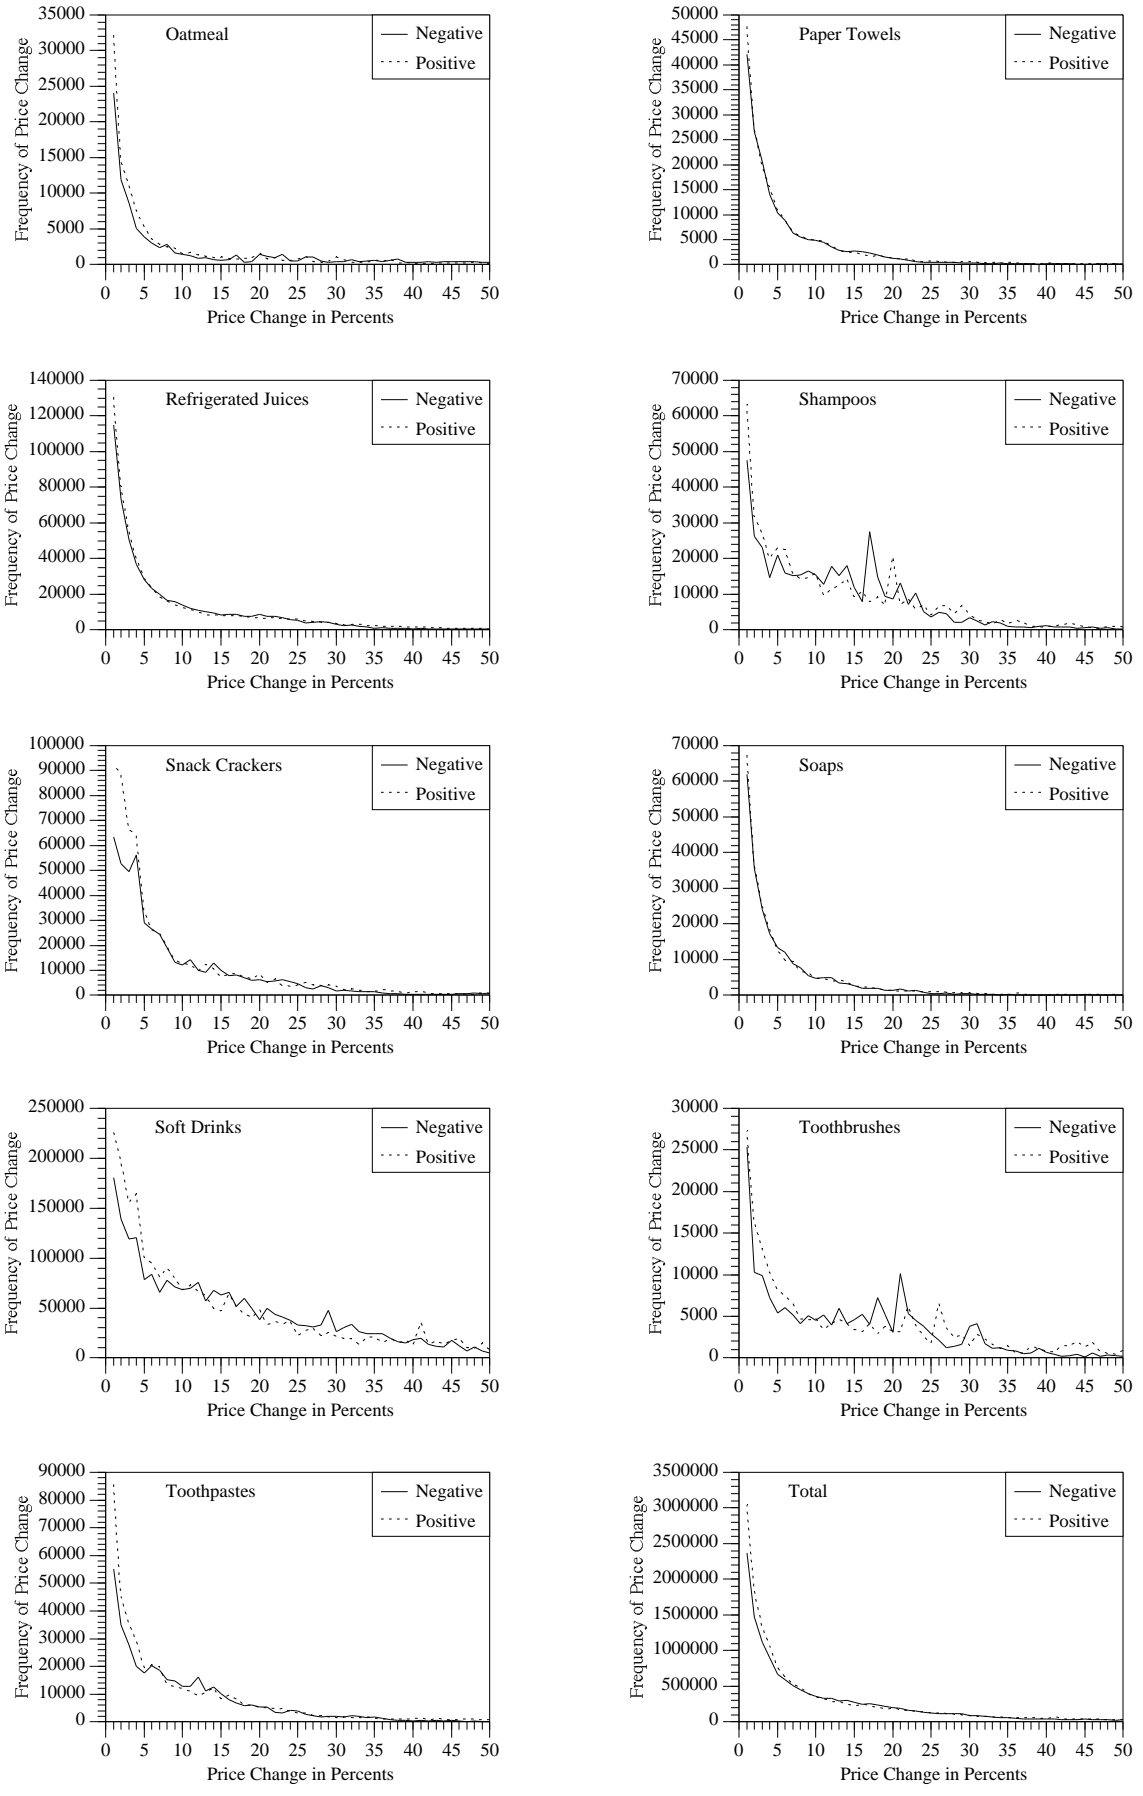 Oatmeal
Negative
Positive
Frequency of Price Change
35000
30000
25000
20000
15000
10000
5000
0
0 5 10 15 20 25 30 35 40 45 50
Price Change in Percents
Paper Towels
Negative
Positive
Frequency of Price Change
50000
45000
40000
35000
30000
25000
20000
15000
10000
5000
0
0 5 10 15 20 25 30 35 40 45 50
Price Change in Percents
Refrigerated Juices
Negative
Positive
Frequency of Price Change
140000
120000
100000
80000
60000
40000
20000
0
0 5 10 15 20 25 30 35 40 45 50
Price Change in Percents
Shampoos
Negative
Positive
Frequency of Price Change
70000
60000
50000
40000
30000
20000
10000
0
0 5 10 15 20 25 30 35 40 45 50
Price Change in Percents
Snack Crackers
Negative
Positive
Frequency of Price Change
100000
90000
80000
70000
60000
50000
40000
30000
20000
10000
0
0 5 10 15 20 25 30 35 40 45 50
Price Change in Percents
Soaps
Negative
Positive
Frequency of Price Change
70000
60000
50000
40000
30000
20000
10000
0
0 5 10 15 20 25 30 35 40 45 50
Price Change in Percents
Soft Drinks
Negative
Positive
Frequency of Price Change
250000
200000
150000
100000
50000
0
0 5 10 15 20 25 30 35 40 45 50
Price Change in Percents
Toothbrushes
Negative
Positive
Frequency of Price Change
30000
25000
20000
15000
10000
5000
0
0 5 10 15 20 25 30 35 40 45 50
Price Change in Percents
Toothpastes
Negative
Positive
Frequency of Price Change
90000
80000
70000
60000
50000
40000
30000
20000
10000
0
0 5 10 15 20 25 30 35 40 45 50
Price Change in Percents
Total
Negative
Positive
Frequency of Price Change
3500000
3000000
2500000
2000000
1500000
1000000
500000
0
0 5 10 15 20 25 30 35 40 45 50
Price Change in Percents